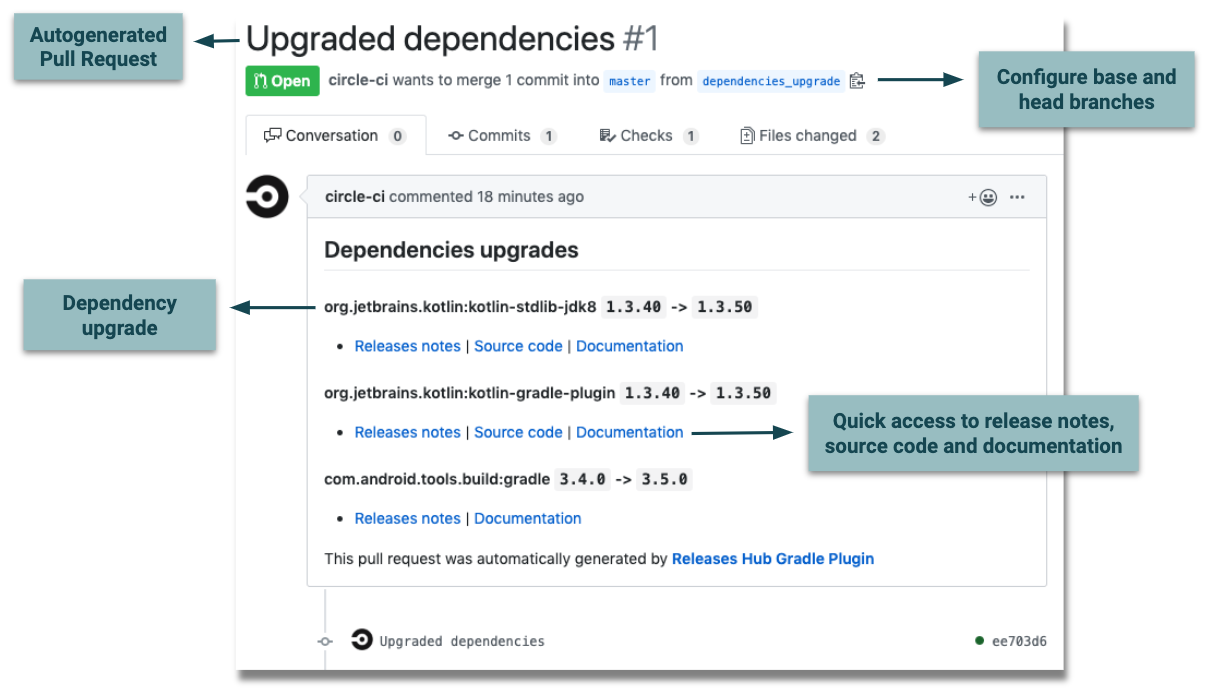 Autogenerated
Pull Request
Upgraded dependencies #1
Open circle-ci wants to merge 1 commit into master from dependencies_upgrade
Configure base and
head branches
Conversation 0 Commits 1 Checks 1 Files changed 2
circle-ci commented 18 minutes ago
Dependencies upgrades
Dependency
upgrade
org.jetbrains.kotlin:kotlin-stdlib-jdk8 1.3.40 -> 1.3.50
• Releases notes | Source code | Documentation
org.jetbrains.kotlin:kotlin-gradle-plugin 1.3.40 -> 1.3.50
• Releases notes | Source code | Documentation
Quick access to release notes,
source code and documentation
com.android.tools.build:gradle 3.4.0 -> 3.5.0
• Releases notes | Documentation
This pull request was automatically generated by Releases Hub Gradle Plugin
Upgraded dependencies ee703d6